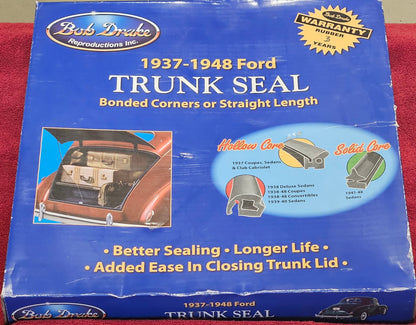 Bob Drake
Reproductions Inc.
Bob Drake
WARRANTY
RUBBER
3
YEARS
1937-1948 Ford
TRUNK SEAL
Bonded Corners or Straight Length
Hollow Core
Solid Core
1937 Coupes, Sedans
& Club Cabriolet
1938 Deluxe Sedans
1938-48 Coupes
1938-48 Convertibles
1939-40 Sedans
1941-48
Sedans
• Better Sealing • Longer Life •
• Added Ease In Closing Trunk Lid •
1937-1948 Ford
Bob Drake
TRUNK SEAL